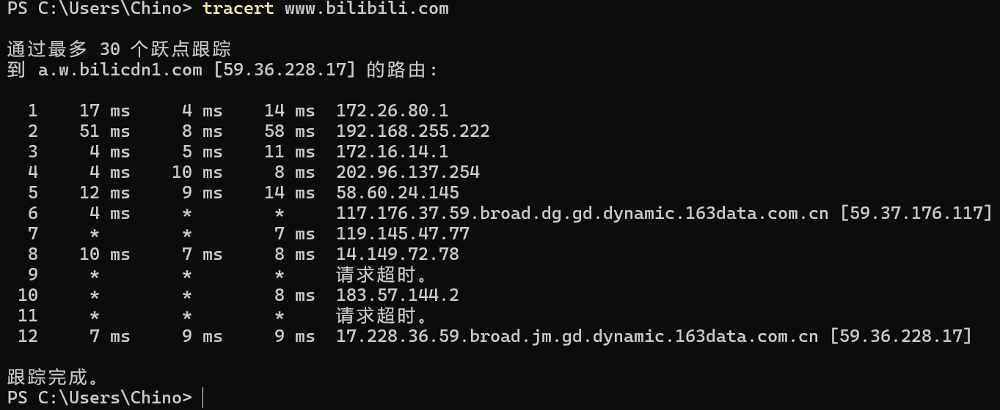 PS C:\Users\Chino> tracert www.bilibili.com
通过最多 30 个跃点跟踪
到 a.w.bilicdn1.com [59.36.228.17] 的路由:
1 17 ms 4 ms 14 ms 172.26.80.1
2 51 ms 8 ms 58 ms 192.168.255.222
3 4 ms 5 ms 11 ms 172.16.14.1
4 4 ms 10 ms 8 ms 202.96.137.254
5 12 ms 9 ms 14 ms 58.60.24.145
6 4 ms * * 117.176.37.59.broad.dg.gd.dynamic.163data.com.cn [59.37.176.117]
7 * * 7 ms 119.145.47.77
8 10 ms 7 ms 8 ms 14.149.72.78
9 * * * 请求超时。
10 * * 8 ms 183.57.144.2
11 * * * 请求超时。
12 7 ms 9 ms 9 ms 17.228.36.59.broad.jm.gd.dynamic.163data.com.cn [59.36.228.17]
跟踪完成。
PS C:\Users\Chino>